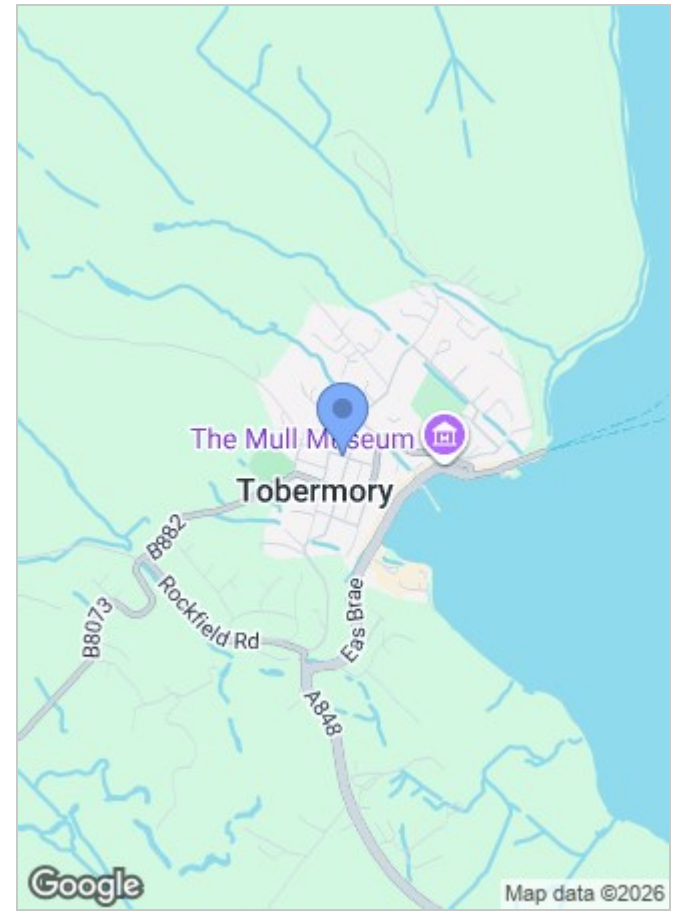 The Mull Museum
Tobermory
B882
B8073
Rockfield Rd
Eas Brae
A848
Google
Map data ©2026